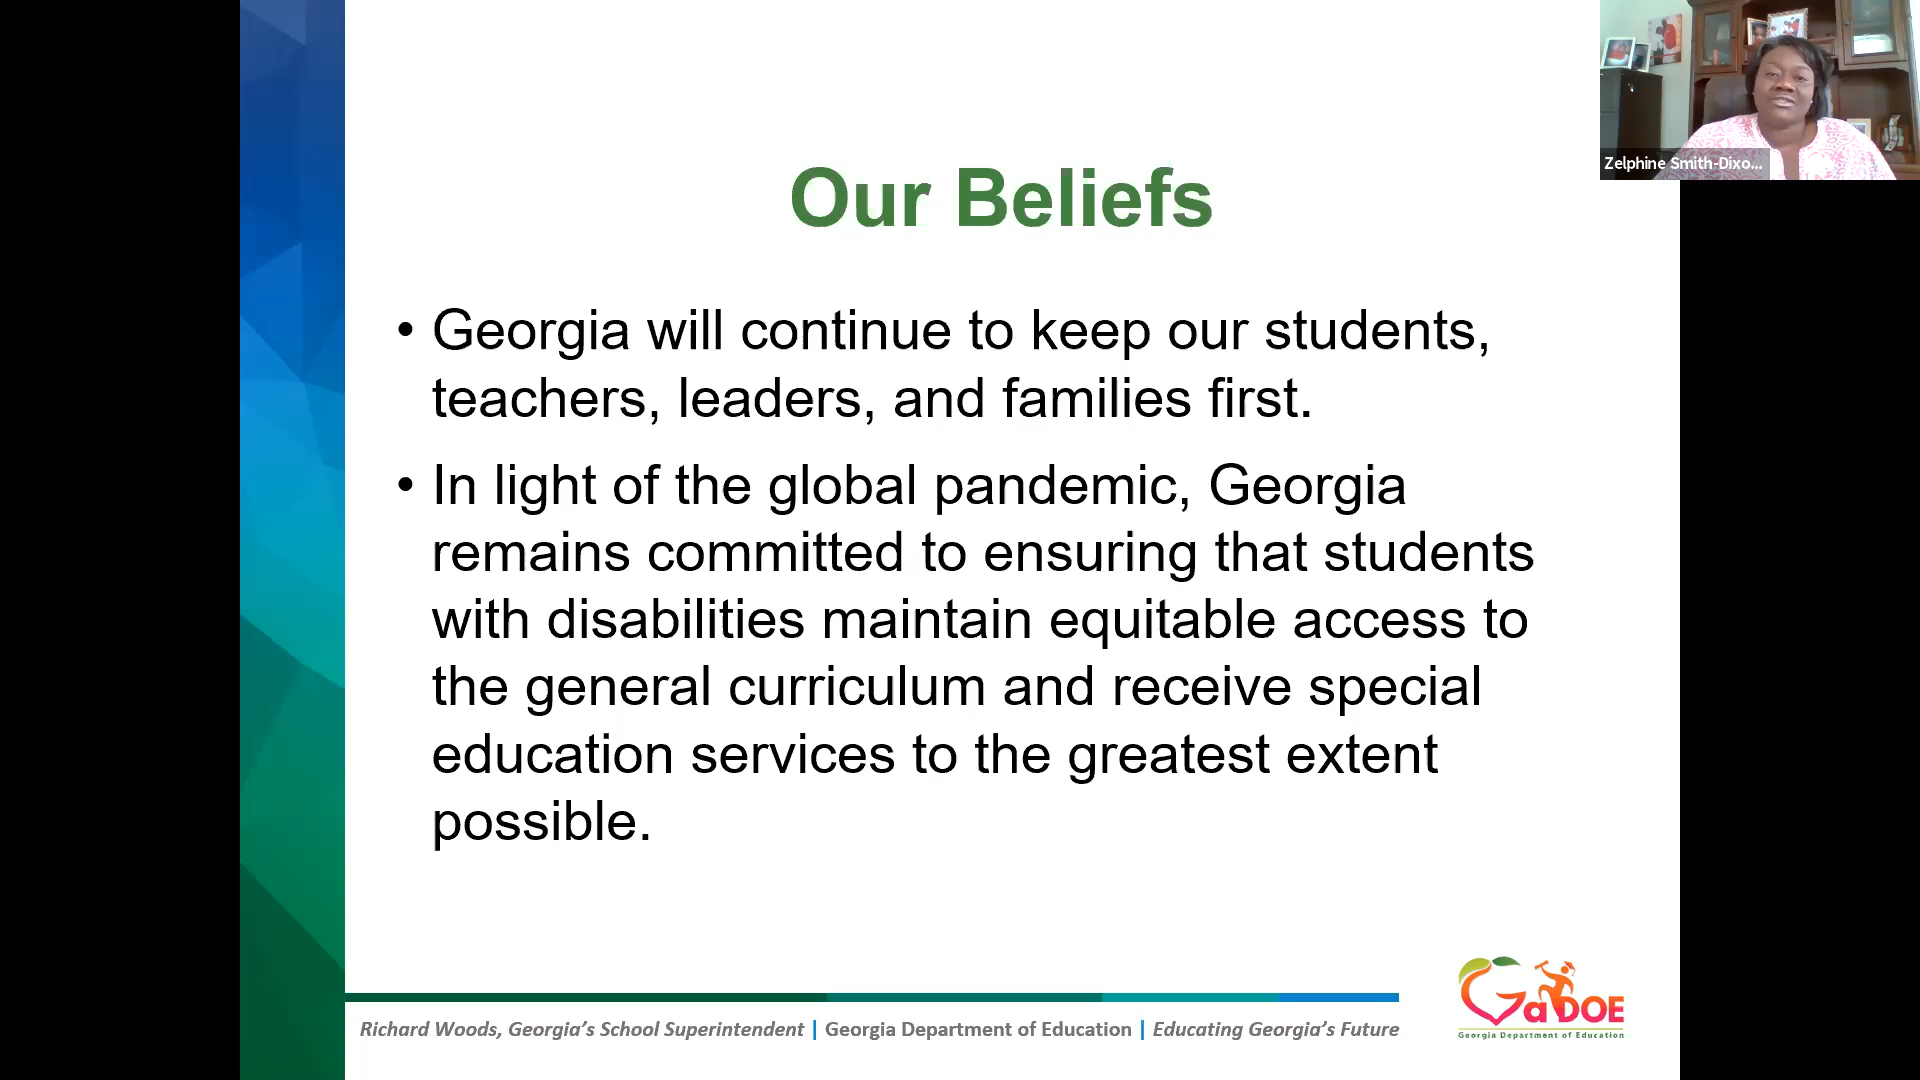 Zelphine Smith-Dixo...
Our Beliefs
• Georgia will continue to keep our students,
teachers, leaders, and families first.
• In light of the global pandemic, Georgia
remains committed to ensuring that students
with disabilities maintain equitable access to
the general curriculum and receive special
education services to the greatest extent
possible.
Richard Woods, Georgia’s School Superintendent | Georgia Department of Education | Educating Georgia’s Future
GaDOE
Georgia Department of Education